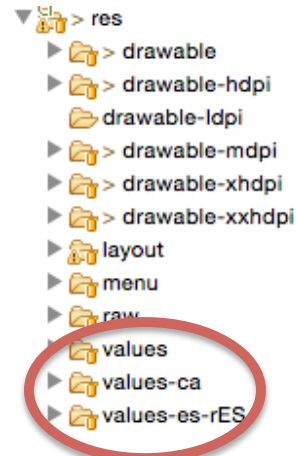 > res
> drawable
> drawable-hdpi
drawable-ldpi
> drawable-mdpi
> drawable-xhdpi
> drawable-xxhdpi
layout
menu
raw
values
values-ca
values-es-rES